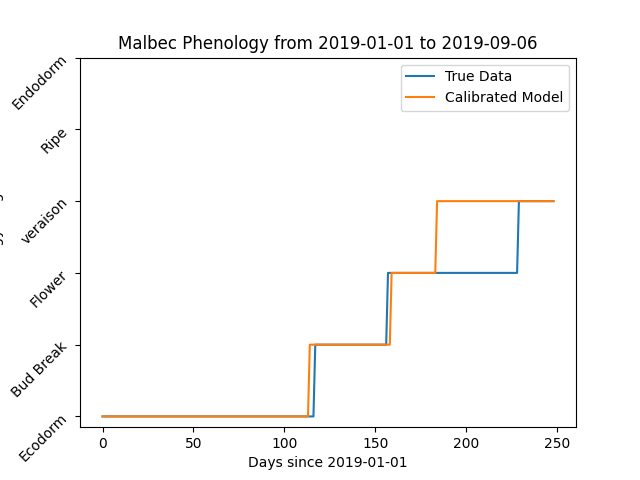 Malbec Phenology from 2019-01-01 to 2019-09-06
True Data
Calibrated Model
Endodorm
Ripe
veraison
Flower
Bud Break
Ecodorm
0 50 100 150 200 250
Days since 2019-01-01